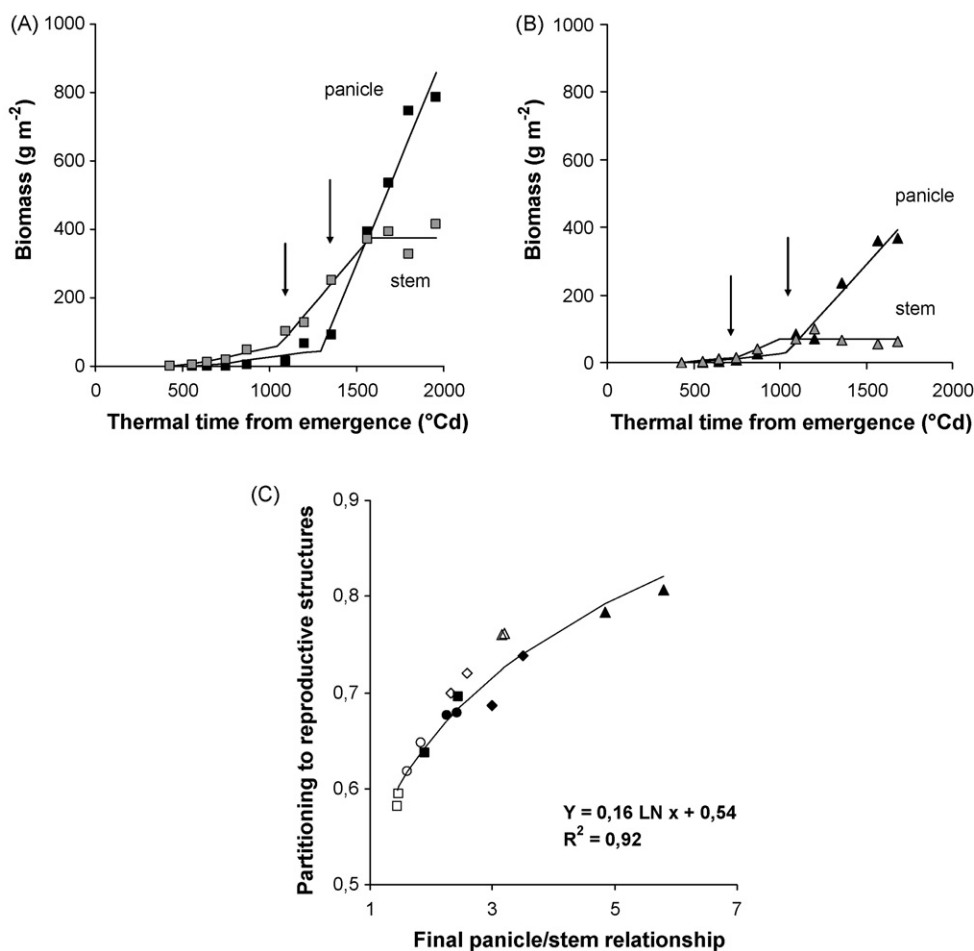 (A)
1000
800
600
400
200
0
Biomass (g m⁻²)
panicle
stem
0 500 1000 1500 2000
Thermal time from emergence (°Cd)
(B)
1000
800
600
400
200
0
Biomass (g m⁻²)
panicle
stem
0 500 1000 1500 2000
Thermal time from emergence (°Cd)
(C)
0,9
0,8
0,7
0,6
0,5
Partitioning to reproductive structures
Y = 0,16 LN x + 0,54
R² = 0,92
1 3 5 7
Final panicle/stem relationship